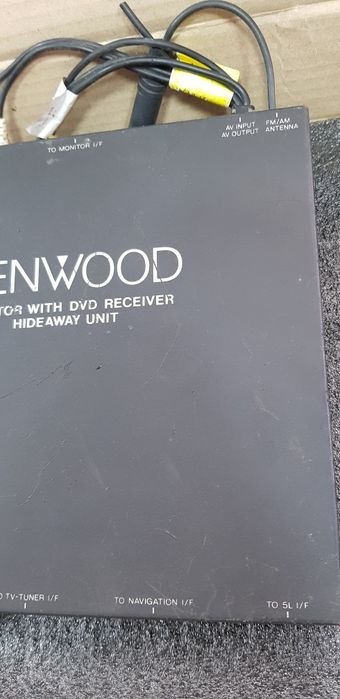 TO MONITOR I/F
AV INPUT
AV OUTPUT
FM/AM
ANTENNA
ENWOOD
TOR WITH DVD RECEIVER
HIDEAWAY UNIT
O TV-TUNER I/F
TO NAVIGATION I/F
TO 5L I/F